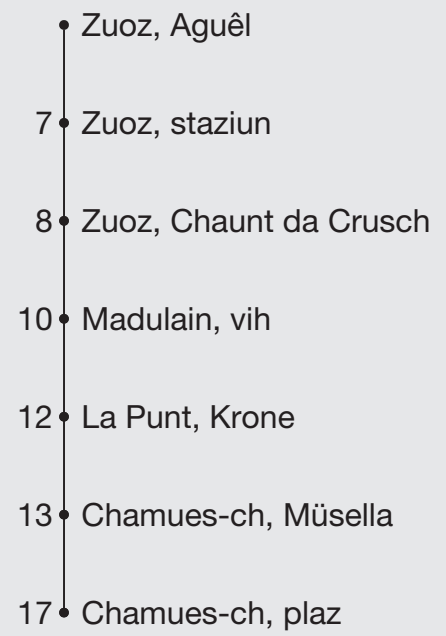 Zuoz, Aguêl
7 Zuoz, staziun
8 Zuoz, Chaunt da Crusch
10 Madulain, vih
12 La Punt, Krone
13 Chamues-ch, Müsella
17 Chamues-ch, plaz